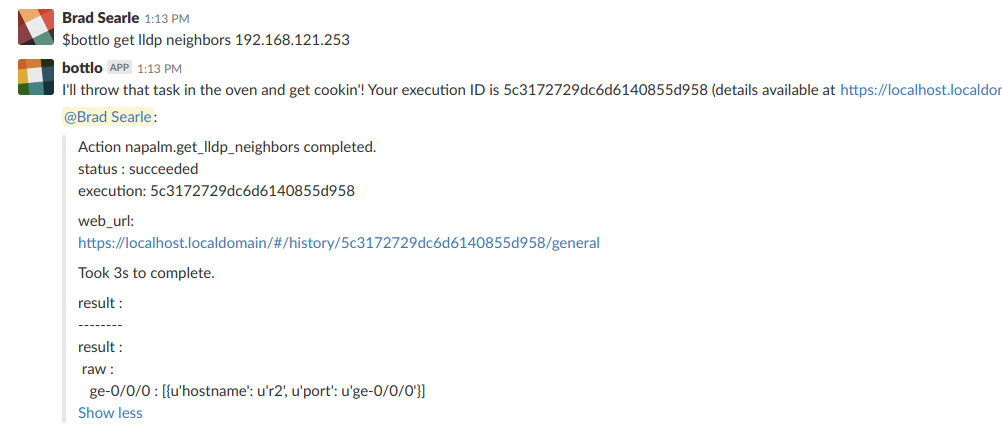 Brad Searle 1:13 PM
$bottlo get lldp neighbors 192.168.121.253
bottlo APP 1:13 PM
I'll throw that task in the oven and get cookin'! Your execution ID is 5c3172729dc6d6140855d958 (details available at https://localhost.localdor
@Brad Searle:
Action napalm.get_lldp_neighbors completed.
status : succeeded
execution: 5c3172729dc6d6140855d958
web_url:
https://localhost.localdomain/#/history/5c3172729dc6d6140855d958/general
Took 3s to complete.
result :
--------
result :
raw :
ge-0/0/0 : [{u'hostname': u'r2', u'port': u'ge-0/0/0'}]
Show less